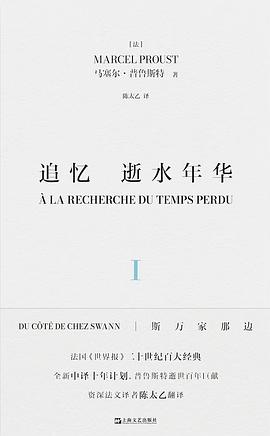 [法]
MARCEL PROUST
马塞尔·普鲁斯特 著
陈太乙 译
追忆 逝水年华
À LA RECHERCHE DU TEMPS PERDU
I
DU CÔTÉ DE CHEZ SWANN | 斯万家那边
法国《世界报》二十世纪百大经典
全新中译十年计划，普鲁斯特逝世百年巨献
资深法文译者陈太乙翻译
上海文艺出版社